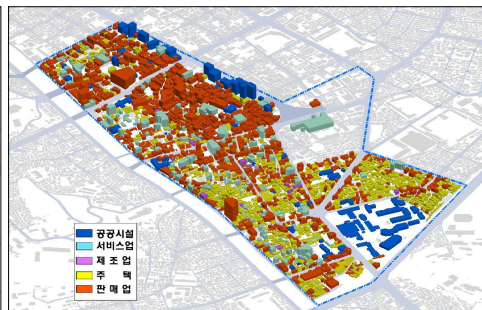 공공시설
서비스업
제 조 업
주 택
판 매 업